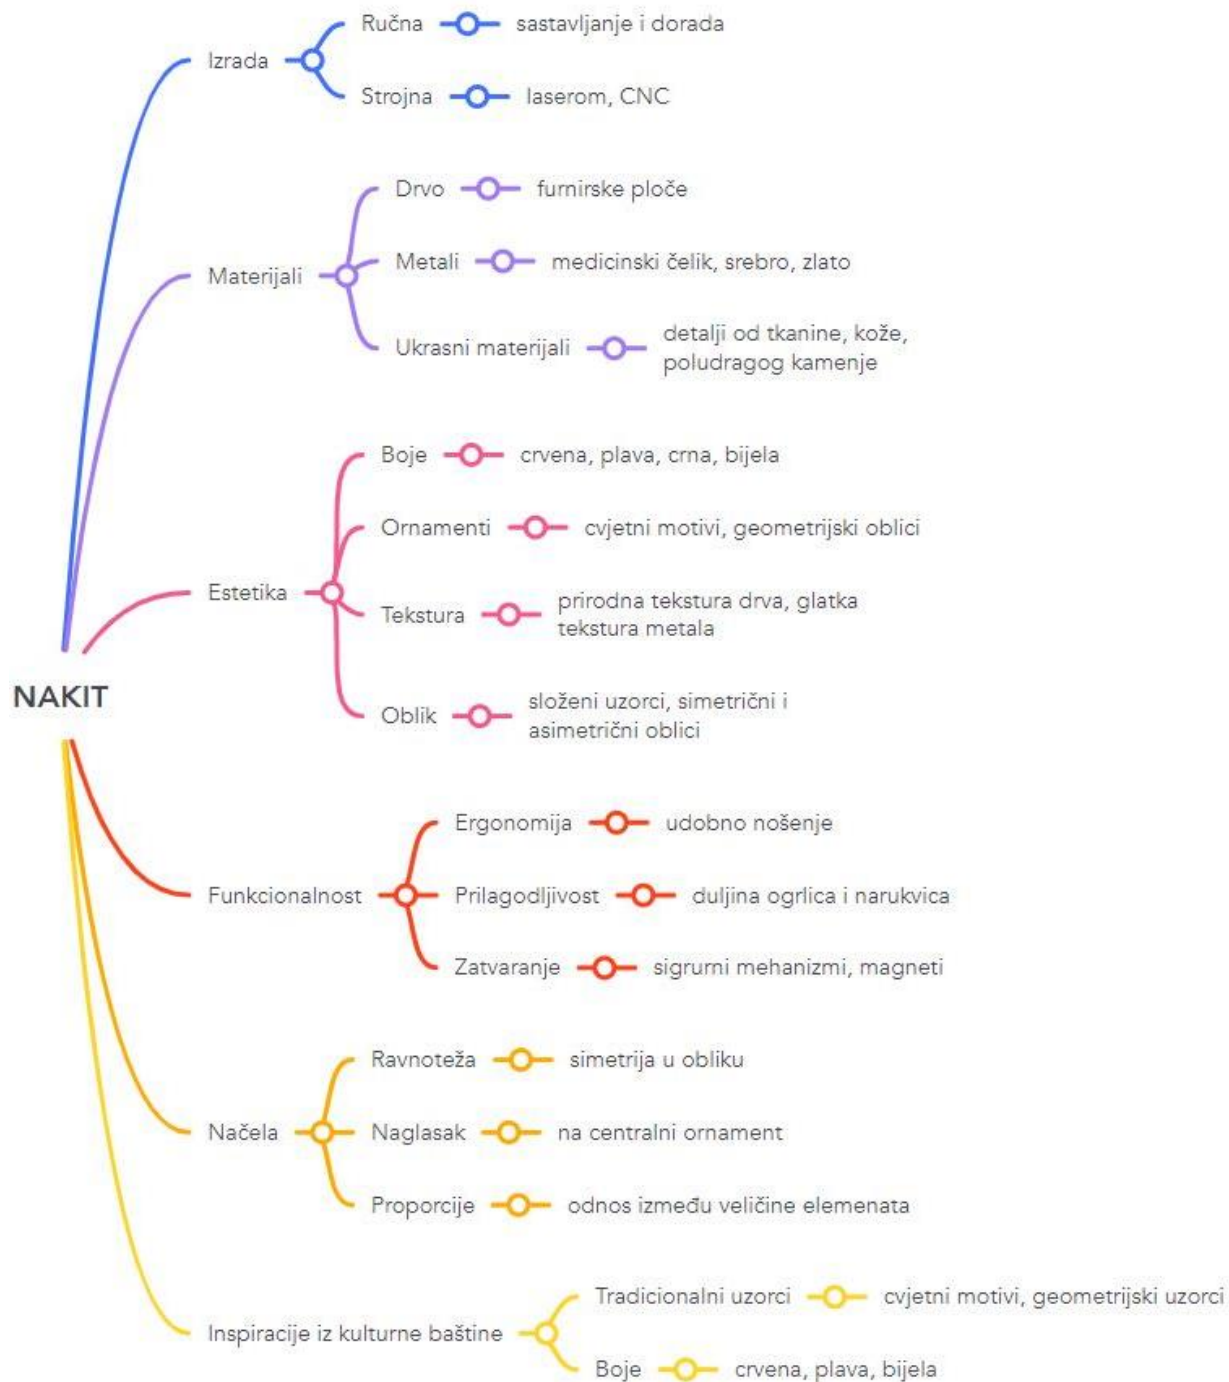 Ručna
sastavljanje i dorada
Izrada
Strojna
laserom, CNC
Drvo
furnirske ploče
Materijali
Metali
medicinski čelik, srebro, zlato
Ukrasni materijali
detalji od tkanine, kože,
poludragog kamenje
Boje
crvena, plava, crna, bijela
Ornamenti
cvjetni motivi, geometrijski oblici
Estetika
Tekstura
prirodna tekstura drva, glatka
tekstura metala
NAKIT
Oblik
složeni uzorci, simetrični i
asimetrični oblici
Ergonomija
udobno nošenje
Funkcionalnost
Prilagodljivost
duljina ogrlica i narukvica
Zatvaranje
sigrurni mehanizmi, magneti
Ravnoteža
simetrija u obliku
Načela
Naglasak
na centralni ornament
Proporcije
odnos između veličine elemenata
Tradicionalni uzorci
cvjetni motivi, geometrijski uzorci
Inspiracije iz kulturne baštine
Boje
crvena, plava, bijela